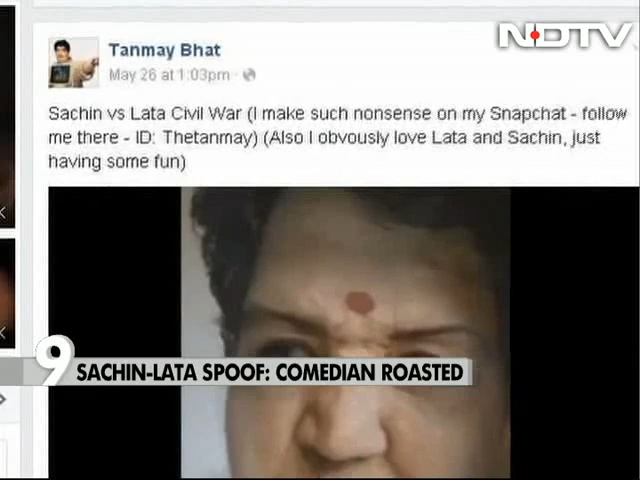 NDTV
Tanmay Bhat
May 26 at 1:03pm ·
Sachin vs Lata Civil War (I make such nonsense on my Snapchat - follow
me there - ID: Thetanmay) (Also I obvously love Lata and Sachin, just
having some fun)
9 SACHIN-LATA SPOOF: COMEDIAN ROASTED